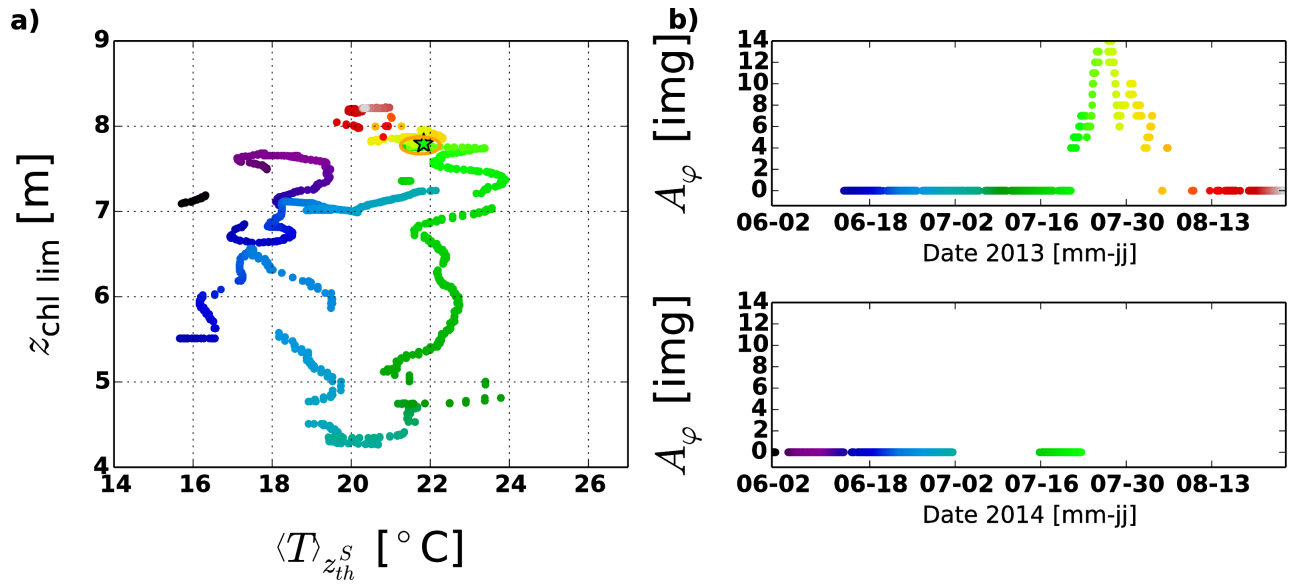 a)
9
8
7
6
5
4
z_chl lim [m]
14 16 18 20 22 24 26
⟨T⟩_{z_{th}^S} [°C]
b)
14
12
10
8
6
4
2
0
A_φ [img]
06-02 06-18 07-02 07-16 07-30 08-13
Date 2013 [mm-jj]
14
12
10
8
6
4
2
0
A_φ [img]
06-02 06-18 07-02 07-16 07-30 08-13
Date 2014 [mm-jj]